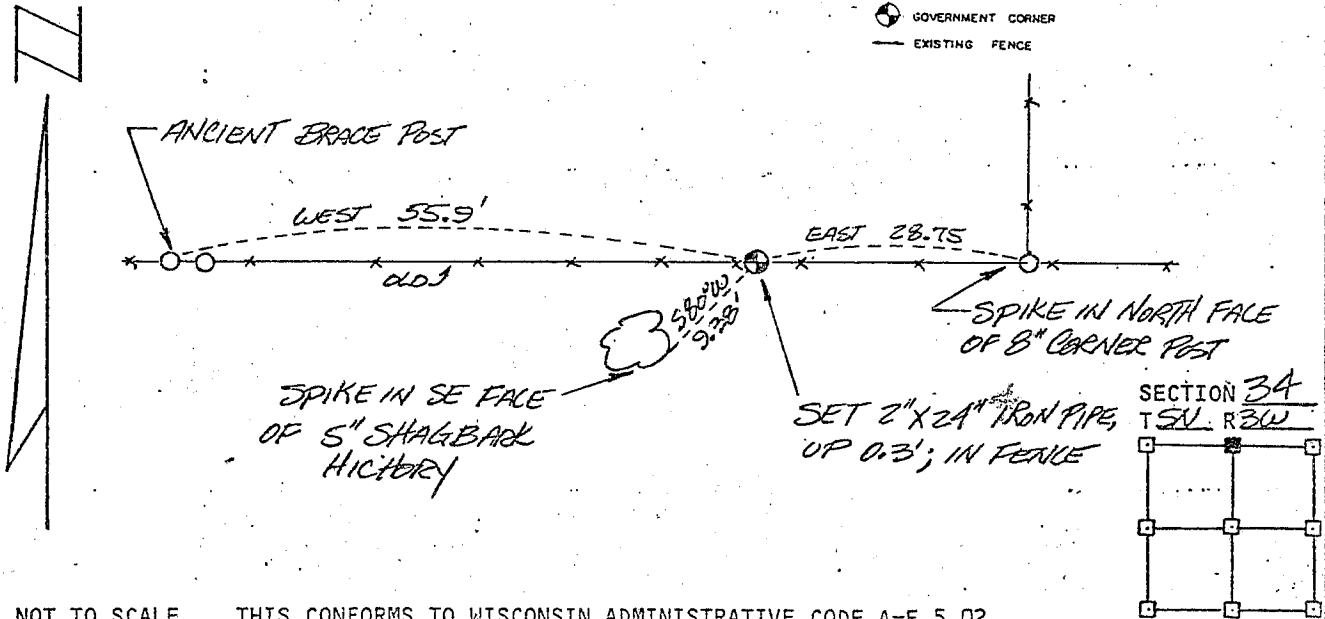 N
GOVERNMENT CORNER
EXISTING FENCE
ANCIENT BRACE POST
WEST 55.9'
EAST 28.75
OLD
S80°W
9.28'
SPIKE IN NORTH FACE
OF 8" CORNER POST
SPIKE IN SE FACE
OF 5" SHAGBARK
HICKORY
SET 2"X24" IRON PIPE,
UP 0.3'; IN FENCE
SECTION 34
T5N R3W
NOT TO SCALE THIS CONFORMS TO WISCONSIN ADMINISTRATIVE CODE A-E 5.02